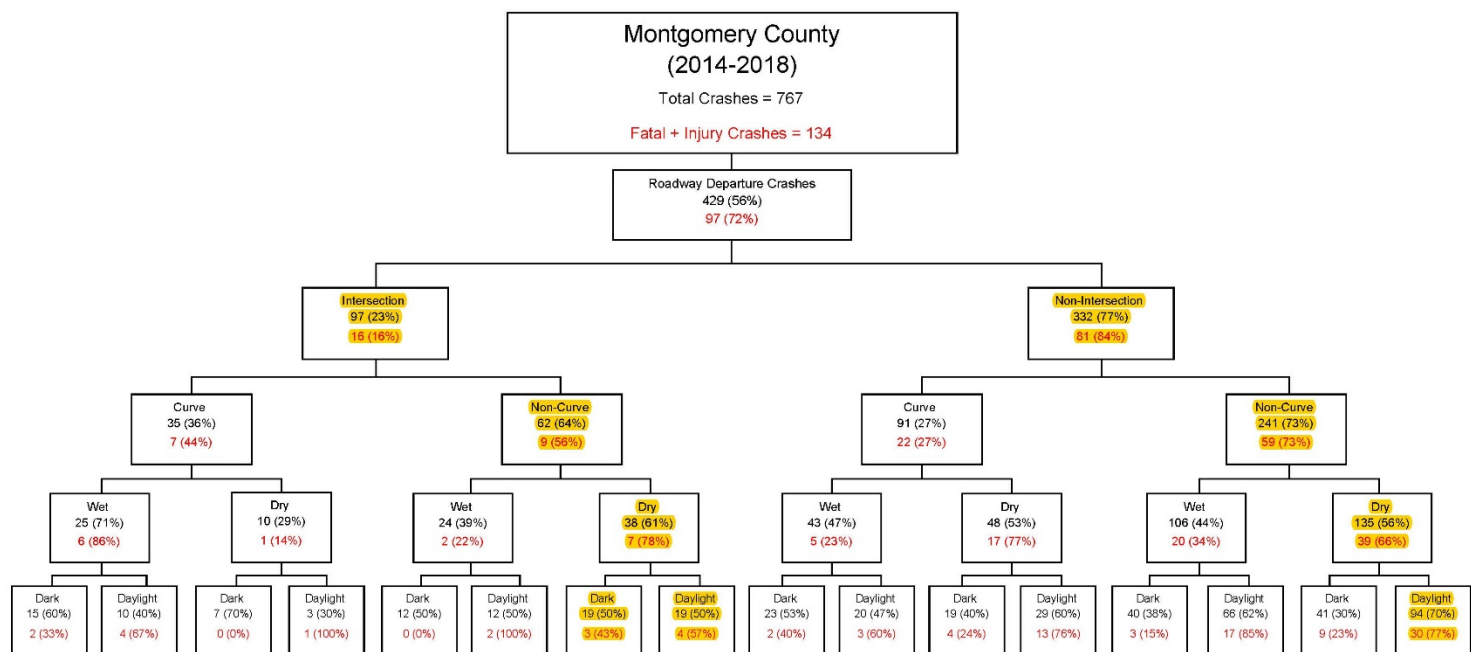 Montgomery County
(2014-2018)
Total Crashes = 767
Fatal + Injury Crashes = 134
Roadway Departure Crashes
429 (56%)
97 (72%)
Intersection
97 (23%)
16 (16%)
Non-Intersection
332 (77%)
81 (84%)
Curve
35 (36%)
7 (44%)
Non-Curve
62 (64%)
9 (56%)
Curve
91 (27%)
22 (27%)
Non-Curve
241 (73%)
59 (73%)
Wet
25 (71%)
6 (86%)
Dry
10 (29%)
1 (14%)
Wet
24 (39%)
2 (22%)
Dry
38 (61%)
7 (78%)
Wet
43 (47%)
5 (23%)
Dry
48 (53%)
17 (77%)
Wet
106 (44%)
20 (34%)
Dry
135 (56%)
39 (66%)
Dark
15 (60%)
2 (33%)
Daylight
10 (40%)
4 (67%)
Dark
7 (70%)
0 (0%)
Daylight
3 (30%)
1 (100%)
Dark
12 (50%)
0 (0%)
Daylight
12 (50%)
2 (100%)
Dark
19 (50%)
3 (43%)
Daylight
19 (50%)
4 (57%)
Dark
23 (53%)
2 (40%)
Daylight
20 (47%)
3 (60%)
Dark
19 (40%)
4 (24%)
Daylight
29 (60%)
13 (76%)
Dark
40 (38%)
3 (15%)
Daylight
66 (62%)
17 (85%)
Dark
41 (30%)
9 (23%)
Daylight
94 (70%)
30 (77%)